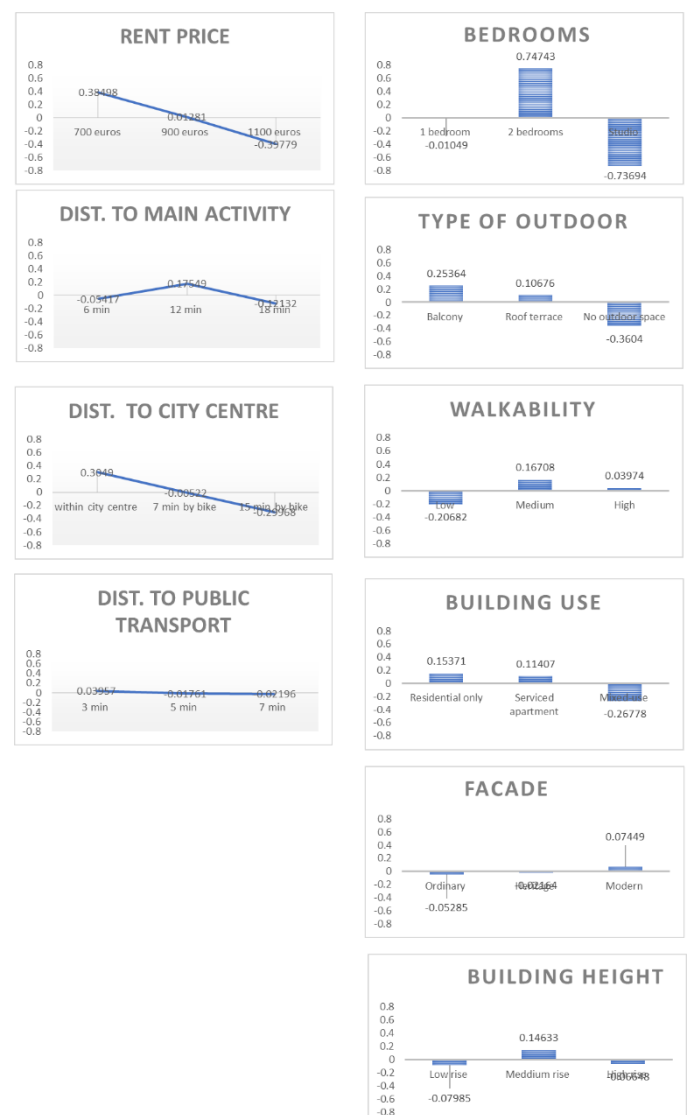 RENT PRICE
0.8
0.6
0.4
0.2
0
-0.2
-0.4
-0.6
-0.8
0.38498
0.01281
-0.39779
700 euros
900 euros
1100 euros
DIST. TO MAIN ACTIVITY
0.8
0.6
0.4
0.2
0
-0.2
-0.4
-0.6
-0.8
-0.05417
0.17549
-0.12132
6 min
12 min
18 min
DIST. TO CITY CENTRE
0.8
0.6
0.4
0.2
0
-0.2
-0.4
-0.6
-0.8
0.3049
-0.00522
-0.29968
within city centre
7 min by bike
15 min by bike
DIST. TO PUBLIC
TRANSPORT
0.8
0.6
0.4
0.2
0
-0.2
-0.4
-0.6
-0.8
0.03957
-0.01761
-0.02196
3 min
5 min
7 min
BEDROOMS
0.8
0.6
0.4
0.2
0
-0.2
-0.4
-0.6
-0.8
-0.01049
0.74743
-0.73694
1 bedroom
2 bedrooms
Studio
TYPE OF OUTDOOR
0.8
0.6
0.4
0.2
0
-0.2
-0.4
-0.6
-0.8
0.25364
0.10676
-0.3604
Balcony
Roof terrace
No outdoor space
WALKABILITY
0.8
0.6
0.4
0.2
0
-0.2
-0.4
-0.6
-0.8
-0.20682
0.16708
0.03974
Low
Medium
High
BUILDING USE
0.8
0.6
0.4
0.2
0
-0.2
-0.4
-0.6
-0.8
0.15371
0.11407
-0.26778
Residential only
Serviced
apartment
Mixed use
FACADE
0.8
0.6
0.4
0.2
0
-0.2
-0.4
-0.6
-0.8
-0.05285
-0.02164
0.07449
Ordinary
Heritage
Modern
BUILDING HEIGHT
0.8
0.6
0.4
0.2
0
-0.2
-0.4
-0.6
-0.8
-0.07985
0.14633
-0.06648
Low rise
Meddium rise
High rise